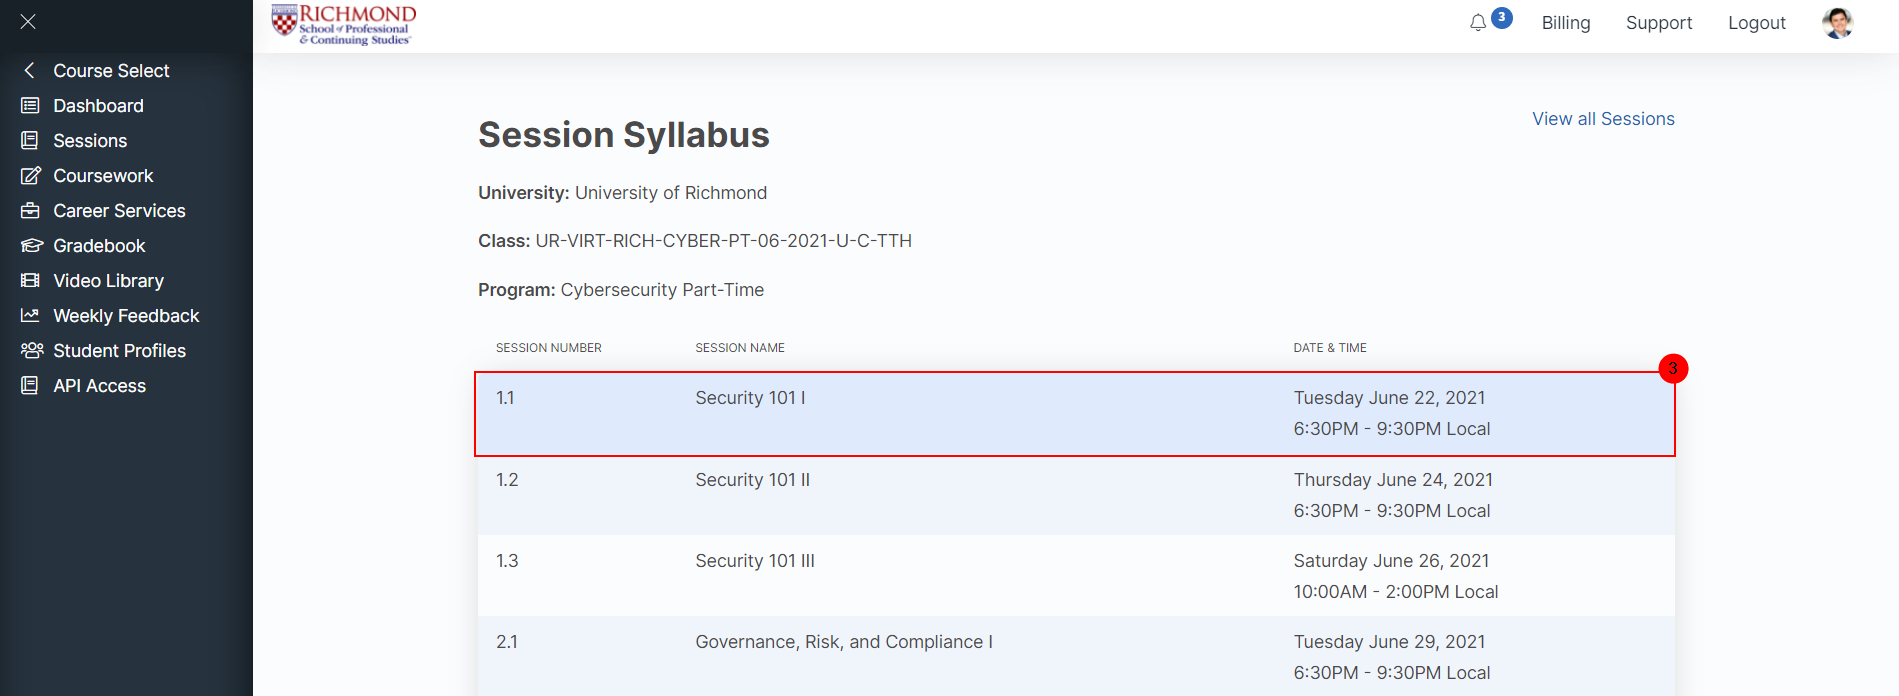 RICHMOND
School of Professional
& Continuing Studies
3
Billing
Support
Logout
Course Select
Dashboard
Sessions
Coursework
Career Services
Gradebook
Video Library
Weekly Feedback
Student Profiles
API Access
Session Syllabus
View all Sessions
University: University of Richmond
Class: UR-VIRT-RICH-CYBER-PT-06-2021-U-C-TTH
Program: Cybersecurity Part-Time
SESSION NUMBER SESSION NAME DATE & TIME
3
1.1 Security 101 I Tuesday June 22, 2021
6:30PM - 9:30PM Local
1.2 Security 101 II Thursday June 24, 2021
6:30PM - 9:30PM Local
1.3 Security 101 III Saturday June 26, 2021
10:00AM - 2:00PM Local
2.1 Governance, Risk, and Compliance I Tuesday June 29, 2021
6:30PM - 9:30PM Local